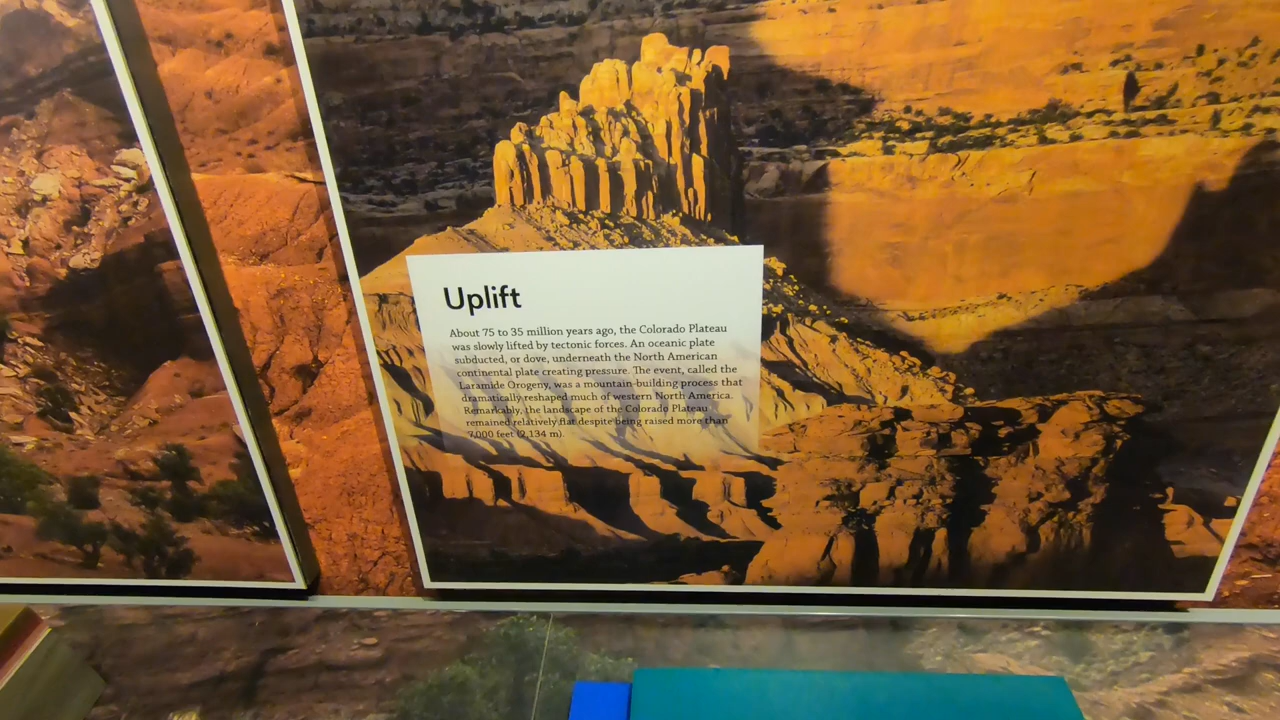 Uplift
About 75 to 35 million years ago, the Colorado Plateau
was slowly lifted by tectonic forces. An oceanic plate
subducted, or dove, underneath the North American
continental plate creating pressure. The event, called the
Laramide Orogeny, was a mountain-building process that
dramatically reshaped much of western North America.
Remarkably, the landscape of the Colorado Plateau
remained relatively flat despite being raised more than
7,000 feet (2,134 m).